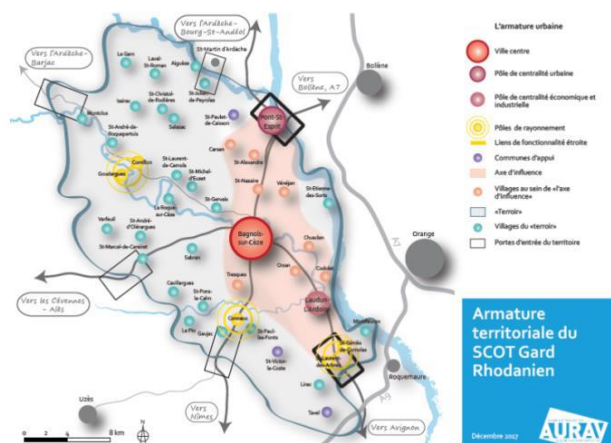 Vers l'Ardèche-
Bourg-St-Andéol
St-Martin d'Ardèche
Vers l'Ardèche-
Barjac
Le Garn
Laval-
St-Roman
Aiguèze
St-Julien
de-Peyrolas
Bollène
Vers
Bollène, A7
Montclus
Issirac
St-Christol-
de-Rodières
Salazac
St-Paulet-
de-Caisson
Pont-St-
Esprit
St-André-de-
Roquepertuis
Carsan
St-Alexandre
Cornillon
Goudargues
St-Laurent-
de-Carnols
St-Michel-
d'Euzet
St-Nazaire
Vénéjan
St-Étienne-
des-Sorts
La Roque-
sur-Cèze
St-Gervais
Verfeuil
St-André-
d'Olérargues
St-Marcel-de-Careiret
Bagnols-
sur-Cèze
Sabran
Chusclan
Orsan
Codolet
Orange
Tresques
Cavillargues
St-Pons-
la-Calm
Laudun-
L'Ardoise
Vers les Cévennes -
Alès
Le Pin
Gaujac
Connaux
St-Paul-
les-Fonts
Montfaucon
St-Géniès
de-Comolas
St-Laurent-
des-Arbres
St-Victor-
la-Coste
Roquemaure
Lirac
Tavel
Uzès
Vers
Nîmes
Vers Avignon
A9
0 2 4 8 km
N
L'armature urbaine
Ville centre
Pôle de centralité urbaine
Pôle de centralité économique et
industrielle
Pôles de rayonnement
Liens de fonctionnalité étroite
Communes d'appui
Axe d'influence
Villages au sein de «l'axe
d'influence»
«Terroir»
Villages du «terroir»
Portes d'entrée du territoire
Armature
territoriale du
SCOT Gard
Rhodanien
Décembre 2017
AURAV